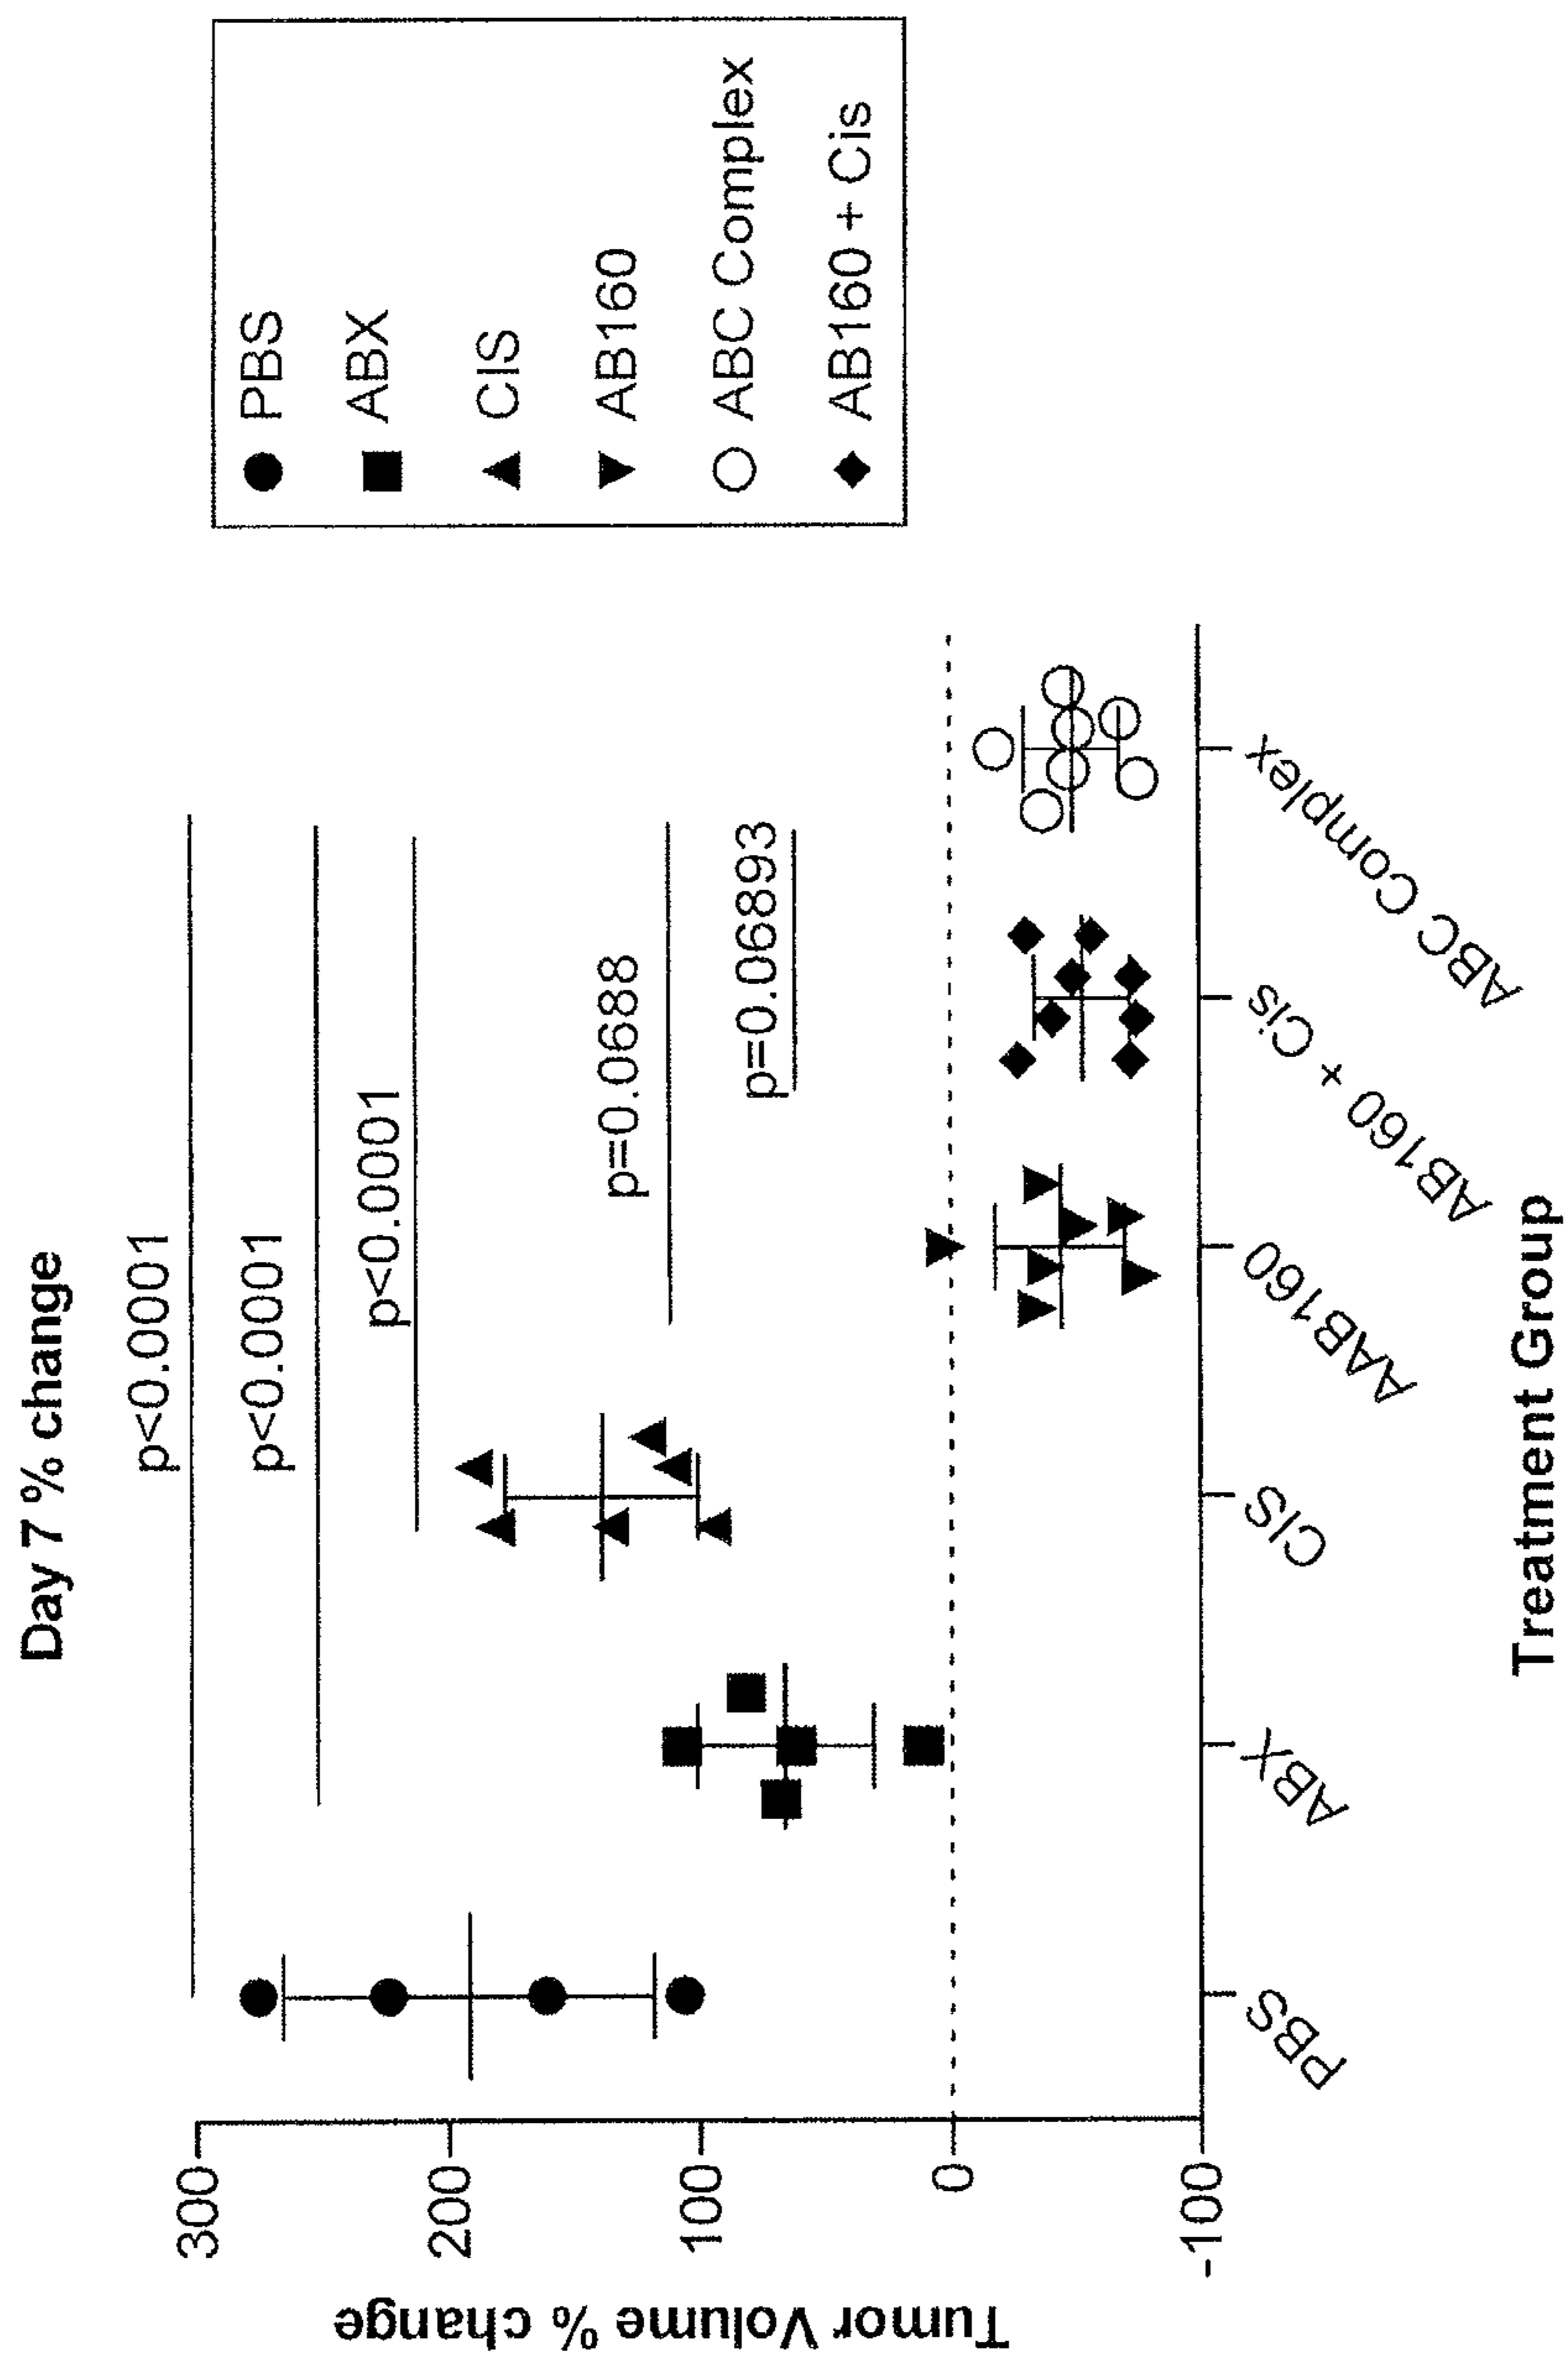 Day 7 % change
p<0.0001
p<0.0001
p<0.0001
p=0.0688
p=0.06893
Tumor Volume % change
300
200
100
0
-100
PBS
ABX
CIS
AAB160
AB160 + Cis
ABC Complex
Treatment Group
PBS
ABX
CIS
AB160
ABC Complex
AB160 + Cis